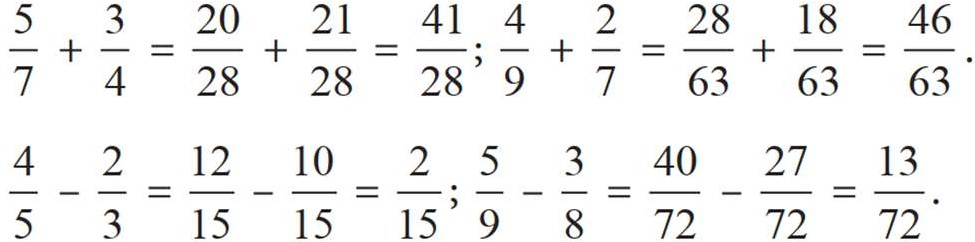 5/7 + 3/4 = 20/28 + 21/28 = 41/28; 4/9 + 2/7 = 28/63 + 18/63 = 46/63.
4/5 − 2/3 = 12/15 − 10/15 = 2/15; 5/9 − 3/8 = 40/72 − 27/72 = 13/72.